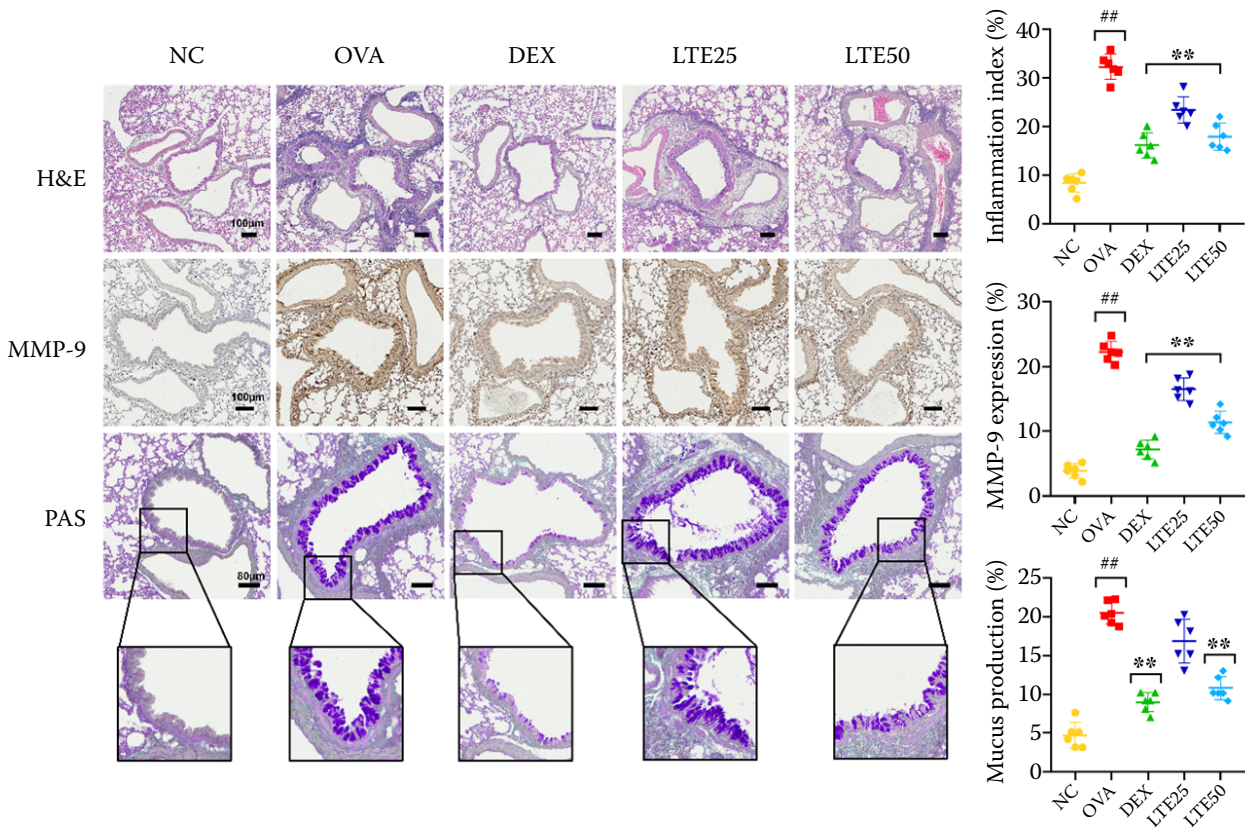 NC OVA DEX LTE25 LTE50
H&E
100μm
MMP-9
100μm
PAS
80μm
Inflammation index (%)
40
30
20
10
0
##
**
NC OVA DEX LTE25 LTE50
MMP-9 expression (%)
30
20
10
0
##
**
NC OVA DEX LTE25 LTE50
Mucus production (%)
25
20
15
10
5
0
##
**
**
NC OVA DEX LTE25 LTE50